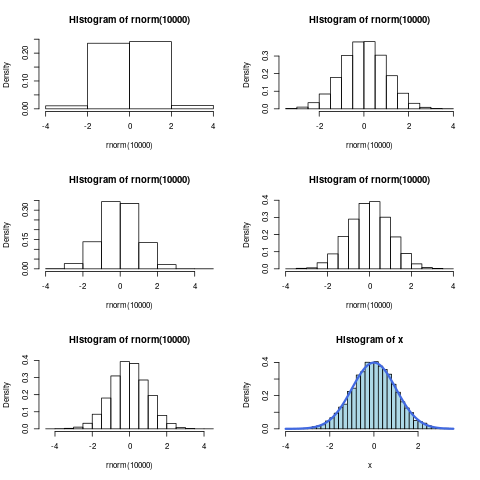 Histogram of rnorm(10000)
Density
0.00 0.10 0.20
-4 -2 0 2 4
rnorm(10000)
Histogram of rnorm(10000)
Density
0.0 0.1 0.2 0.3
-2 0 2 4
rnorm(10000)
Histogram of rnorm(10000)
Density
0.00 0.15 0.30
-4 -2 0 2 4
rnorm(10000)
Histogram of rnorm(10000)
Density
0.0 0.1 0.2 0.3 0.4
-4 -2 0 2 4
rnorm(10000)
Histogram of rnorm(10000)
Density
0.0 0.1 0.2 0.3 0.4
-4 -2 0 2 4
rnorm(10000)
Histogram of x
Density
0.0 0.2 0.4
-4 -2 0 2
x